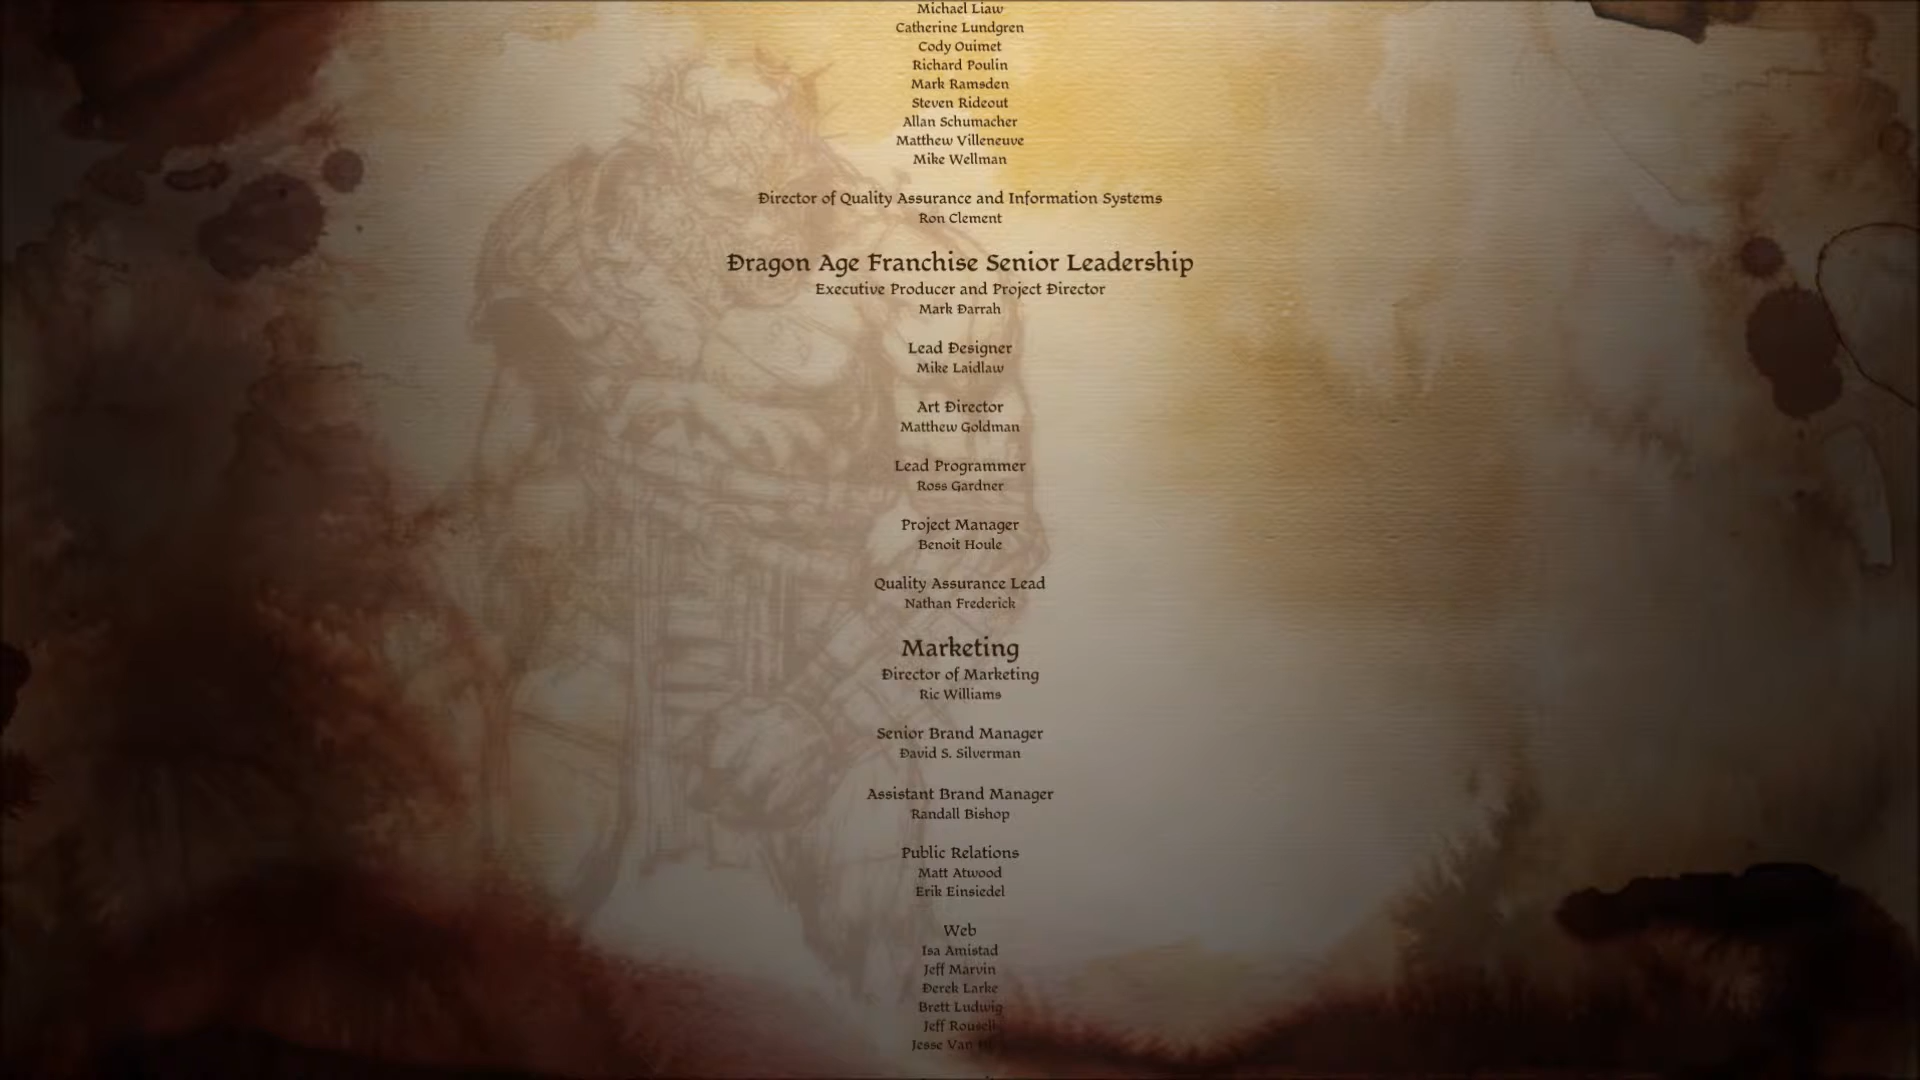 Michael Liaw
Catherine Lundgren
Cody Ouimet
Richard Poulin
Mark Ramsden
Steven Rideout
Allan Schumacher
Matthew Villeneuve
Mike Wellman
Director of Quality Assurance and Information Systems
Ron Clement
Dragon Age Franchise Senior Leadership
Executive Producer and Project Director
Mark Darrah
Lead Designer
Mike Laidlaw
Art Director
Matthew Goldman
Lead Programmer
Ross Gardner
Project Manager
Benoit Houle
Quality Assurance Lead
Nathan Frederick
Marketing
Director of Marketing
Ric Williams
Senior Brand Manager
David S. Silverman
Assistant Brand Manager
Randall Bishop
Public Relations
Matt Atwood
Erik Einsiedel
Web
Isa Amistad
Jeff Marvin
Derek Larke
Brett Ludwig
Jeff
Jesse Van